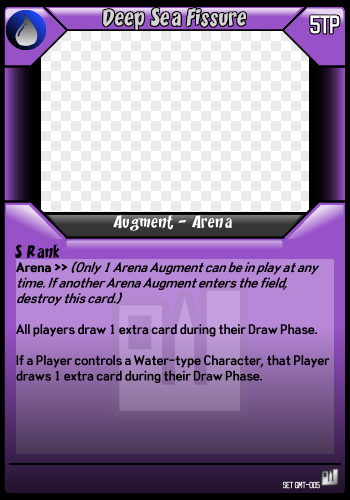 Deep Sea Fissure
5TP
Augment - Arena
S Rank
Arena >> (Only 1 Arena Augment can be in play at any
time. If another Arena Augment enters the field,
destroy this card.)
All players draw 1 extra card during their Draw Phase.
If a Player controls a Water-type Character, that Player
draws 1 extra card during their Draw Phase.
SET GMT-005